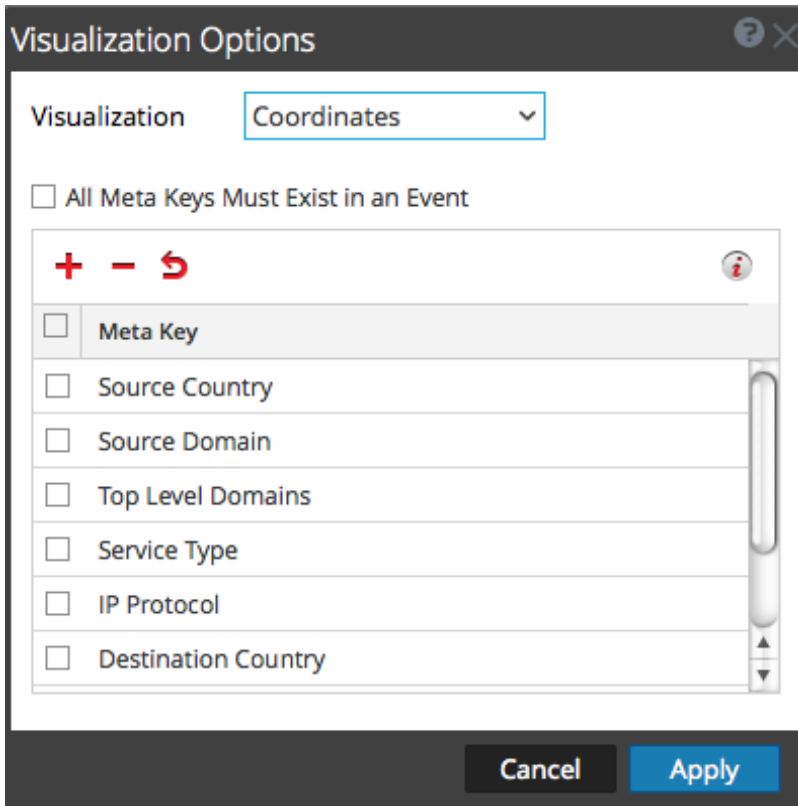 Visualization Options
Visualization Coordinates
All Meta Keys Must Exist in an Event
Meta Key
Source Country
Source Domain
Top Level Domains
Service Type
IP Protocol
Destination Country
Cancel Apply